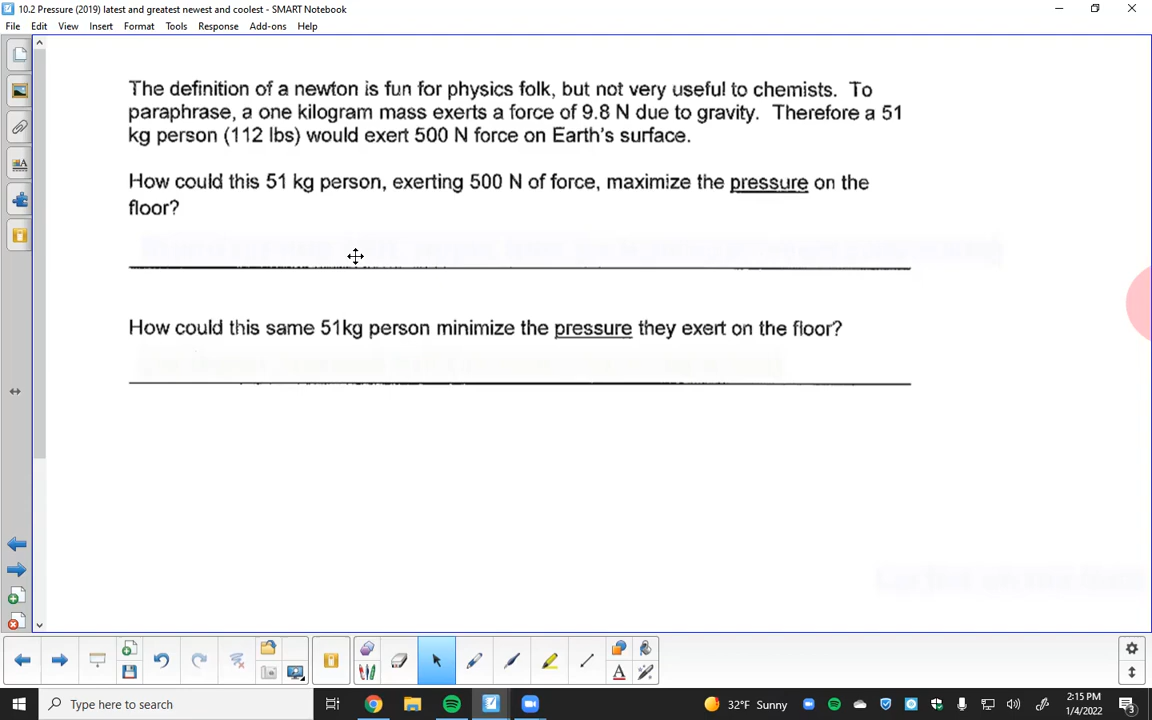 10.2 Pressure (2019) latest and greatest newest and coolest - SMART Notebook
File Edit View Insert Format Tools Response Add-ons Help
The definition of a newton is fun for physics folk, but not very useful to chemists. To
paraphrase, a one kilogram mass exerts a force of 9.8 N due to gravity. Therefore a 51
kg person (112 lbs) would exert 500 N force on Earth's surface.
How could this 51 kg person, exerting 500 N of force, maximize the pressure on the
floor?
How could this same 51kg person minimize the pressure they exert on the floor?
Type here to search
32°F Sunny
2:15 PM
1/4/2022
3